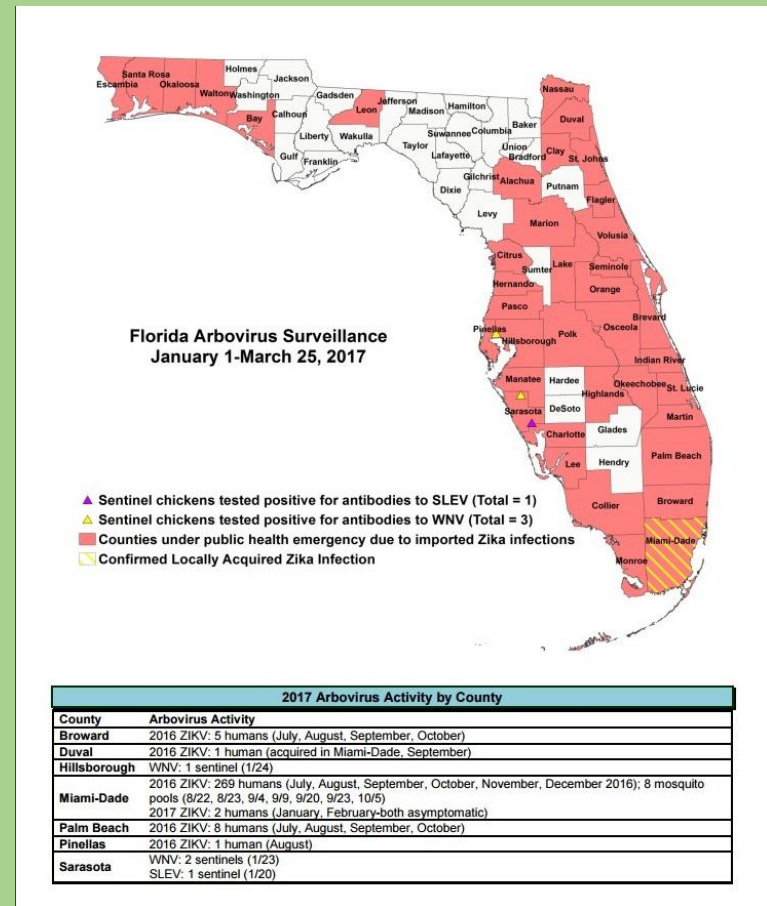 Holmes
Jackson
Santa Rosa
Escambia
Okaloosa
Walton
Washington
Gadsden
Jefferson
Leon
Madison
Hamilton
Nassau
Bay
Calhoun
Liberty
Wakulla
Suwannee
Columbia
Baker
Duval
Taylor
Lafayette
Union
Bradford
Clay
St. Johns
Gulf
Franklin
Gilchrist
Alachua
Putnam
Dixie
Flagler
Levy
Marion
Volusia
Citrus
Sumter
Lake
Seminole
Hernando
Orange
Pasco
Brevard
Pinellas
Hillsborough
Polk
Osceola
Florida Arbovirus Surveillance
January 1-March 25, 2017
Indian River
Manatee
Hardee
Highlands
Okeechobee
St. Lucie
Sarasota
DeSoto
Martin
Charlotte
Glades
Lee
Hendry
Palm Beach
Collier
Broward
Monroe
Miami-Dade
Sentinel chickens tested positive for antibodies to SLEV (Total = 1)
Sentinel chickens tested positive for antibodies to WNV (Total = 3)
Counties under public health emergency due to imported Zika infections
Confirmed Locally Acquired Zika Infection
2017 Arbovirus Activity by County
County Arbovirus Activity
Broward 2016 ZIKV: 5 humans (July, August, September, October)
Duval 2016 ZIKV: 1 human (acquired in Miami-Dade, September)
Hillsborough WNV: 1 sentinel (1/24)
Miami-Dade 2016 ZIKV: 269 humans (July, August, September, October, November, December 2016); 8 mosquito
pools (8/22, 8/23, 9/4, 9/9, 9/20, 9/23, 10/5)
2017 ZIKV: 2 humans (January, February-both asymptomatic)
Palm Beach 2016 ZIKV: 8 humans (July, August, September, October)
Pinellas 2016 ZIKV: 1 human (August)
Sarasota WNV: 2 sentinels (1/23)
SLEV: 1 sentinel (1/20)